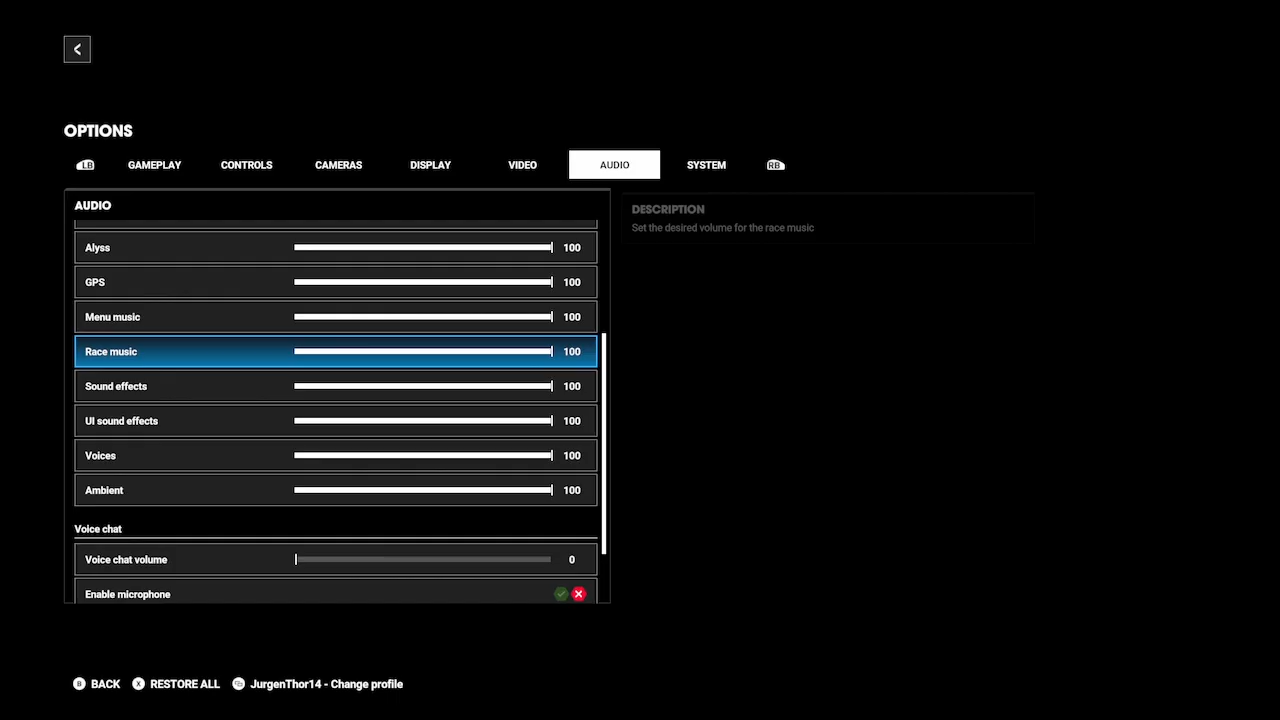 OPTIONS
LB GAMEPLAY CONTROLS CAMERAS DISPLAY VIDEO AUDIO SYSTEM RB
AUDIO
Alyss 100
GPS 100
Menu music 100
Race music 100
Sound effects 100
UI sound effects 100
Voices 100
Ambient 100
Voice chat
Voice chat volume 0
Enable microphone
DESCRIPTION
Set the desired volume for the race music
B BACK X RESTORE ALL JurgenThor14 - Change profile